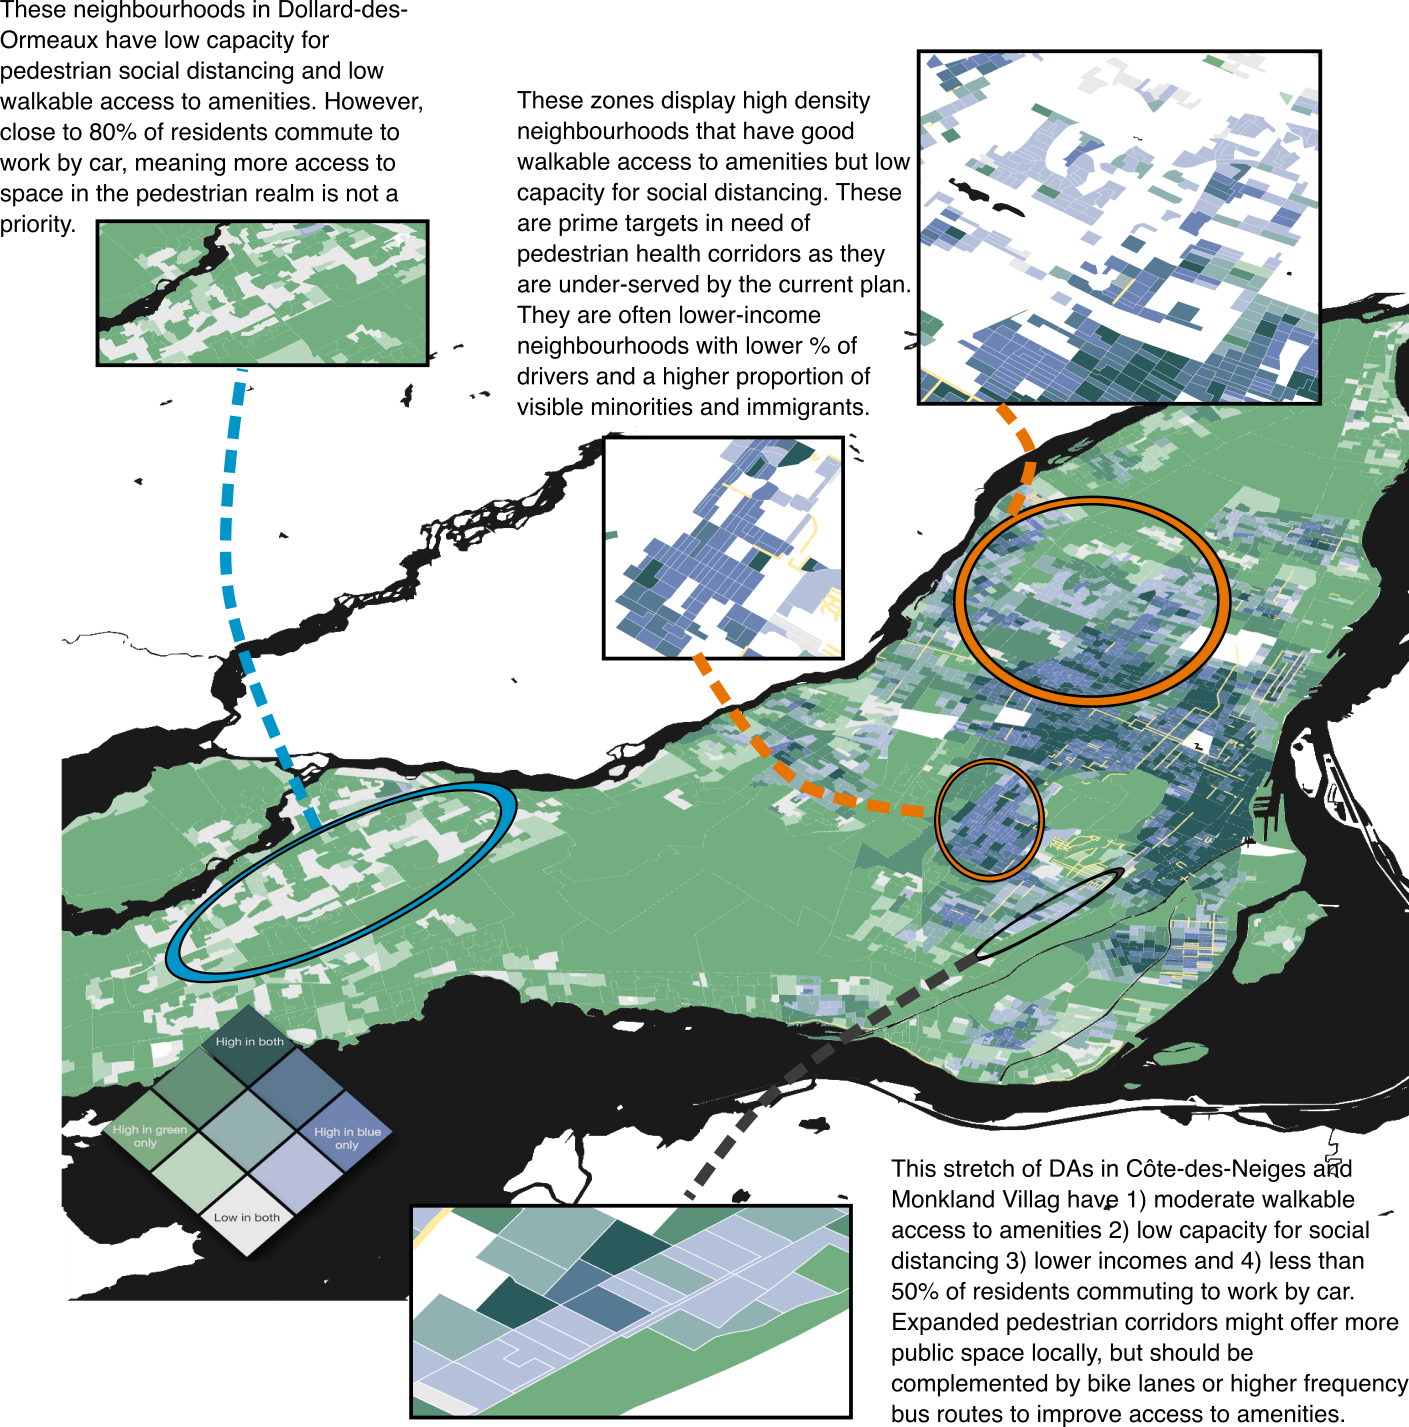 These neighbourhoods in Dollard-des-
Ormeaux have low capacity for
pedestrian social distancing and low
walkable access to amenities. However,
close to 80% of residents commute to
work by car, meaning more access to
space in the pedestrian realm is not a
priority.
These zones display high density
neighbourhoods that have good
walkable access to amenities but low
capacity for social distancing. These
are prime targets in need of
pedestrian health corridors as they
are under-served by the current plan.
They are often lower-income
neighbourhoods with lower % of
drivers and a higher proportion of
visible minorities and immigrants.
High in both
High in green
only
High in blue
only
Low in both
This stretch of DAs in Côte-des-Neiges and
Monkland Villag have 1) moderate walkable
access to amenities 2) low capacity for social
distancing 3) lower incomes and 4) less than
50% of residents commuting to work by car.
Expanded pedestrian corridors might offer more
public space locally, but should be
complemented by bike lanes or higher frequency
bus routes to improve access to amenities.